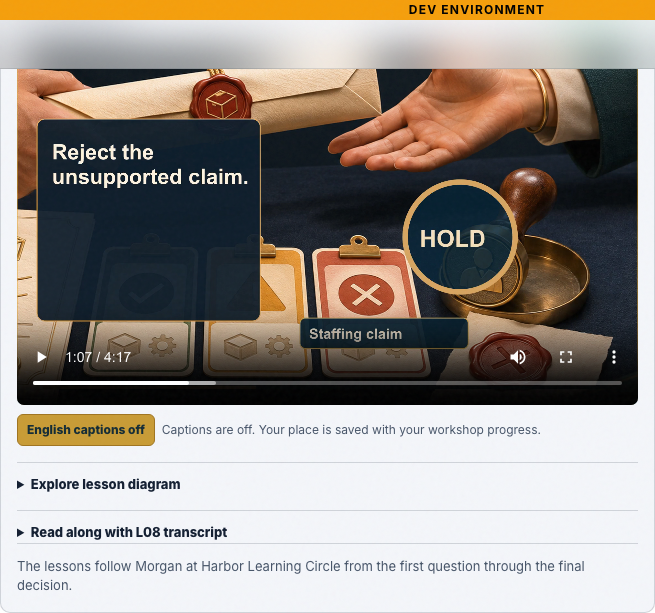 DEV ENVIRONMENT
Reject the
unsupported claim.
HOLD
Staffing claim
1:07 / 4:17
English captions off
Captions are off. Your place is saved with your workshop progress.
Explore lesson diagram
Read along with L08 transcript
The lessons follow Morgan at Harbor Learning Circle from the first question through the final
decision.